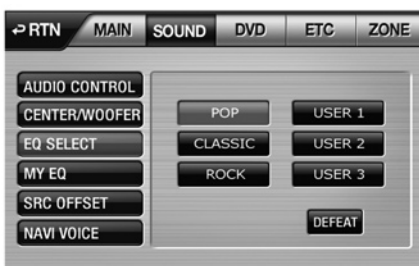 RTN MAIN SOUND DVD ETC ZONE
AUDIO CONTROL
CENTER/WOOFER
EQ SELECT
MY EQ
SRC OFFSET
NAVI VOICE
POP USER 1
CLASSIC USER 2
ROCK USER 3
DEFEAT